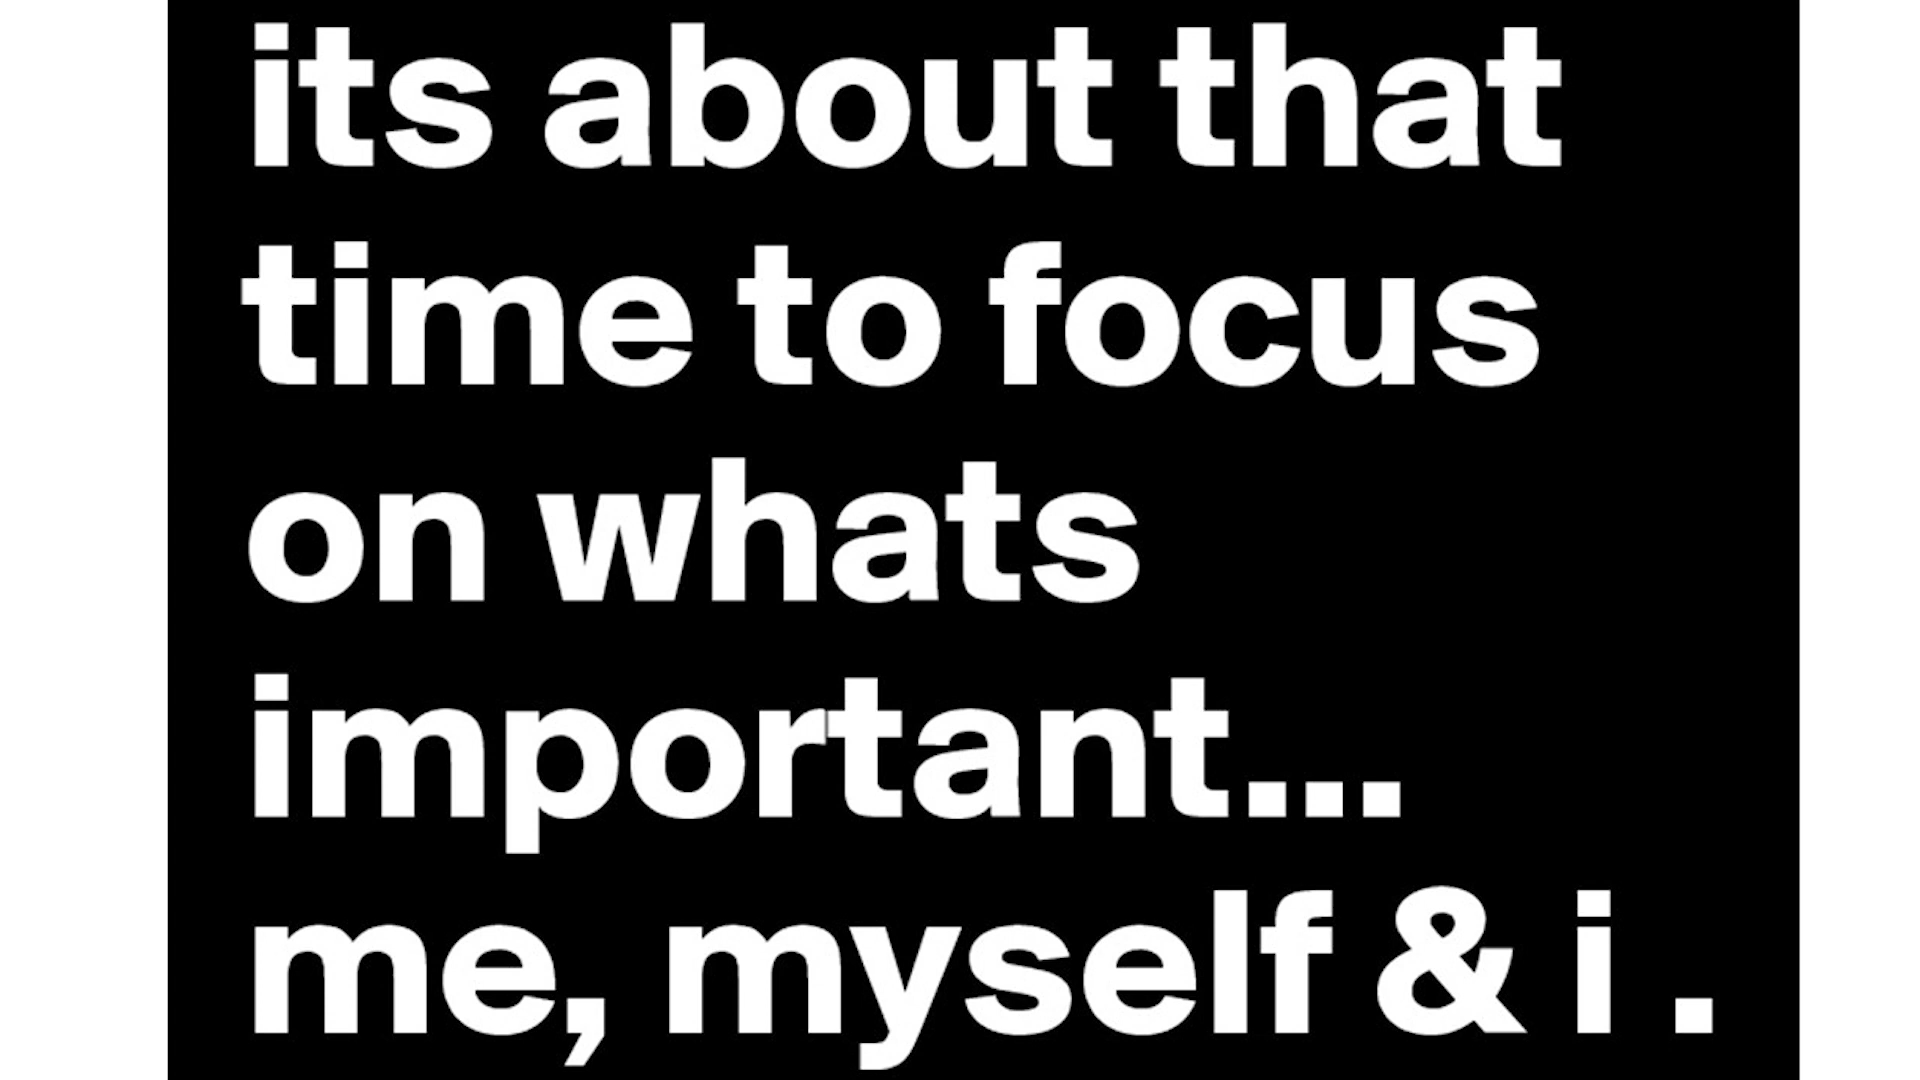 its about that
time to focus
on whats
important...
me, myself & i .